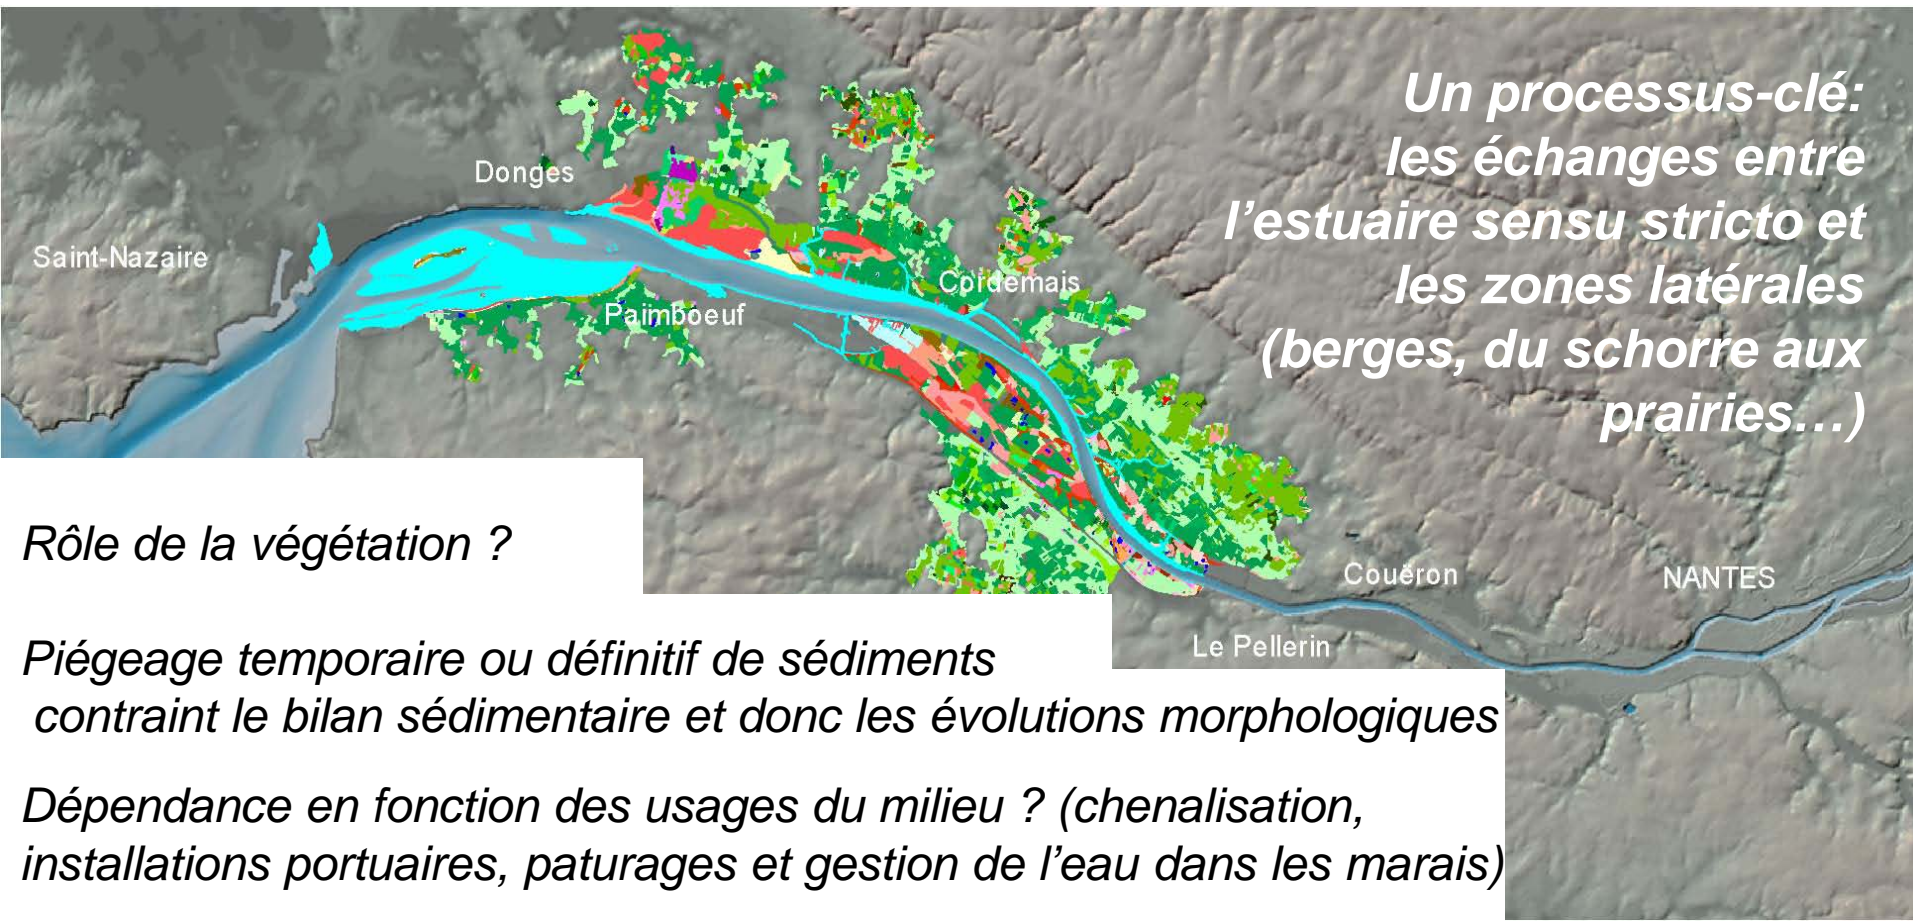 Un processus-clé:
les échanges entre
l’estuaire sensu stricto et
les zones latérales
(berges, du schorre aux
prairies…)
Donges
Saint-Nazaire
Cordemais
Paimboeuf
Couëron
NANTES
Le Pellerin
Rôle de la végétation ?
Piégeage temporaire ou définitif de sédiments
contraint le bilan sédimentaire et donc les évolutions morphologiques
Dépendance en fonction des usages du milieu ? (chenalisation,
installations portuaires, paturages et gestion de l’eau dans les marais)